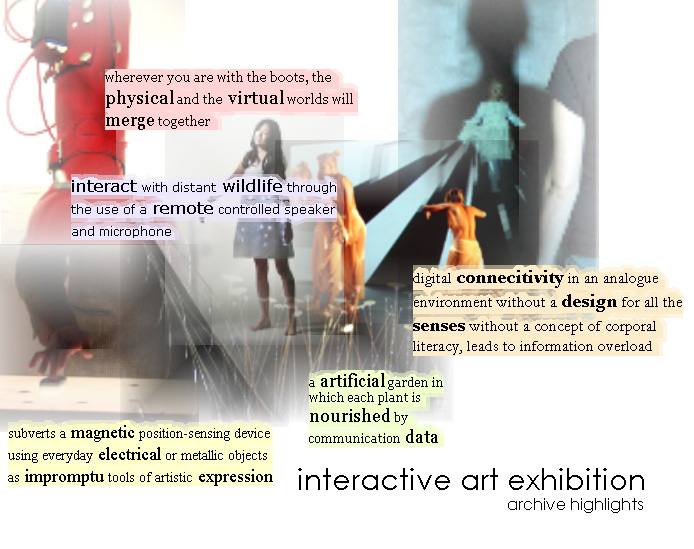 wherever you are with the boots, the
physical and the virtual worlds will
merge together
interact with distant wildlife through
the use of a remote controlled speaker
and microphone
digital connecitivity in an analogue
environment without a design for all the
senses without a concept of corporal
literacy, leads to information overload
a artificial garden in
which each plant is
nourished by
communication data
subverts a magnetic position-sensing device
using everyday electrical or metallic objects
as impromptu tools of artistic expression
interactive art exhibition
archive highlights